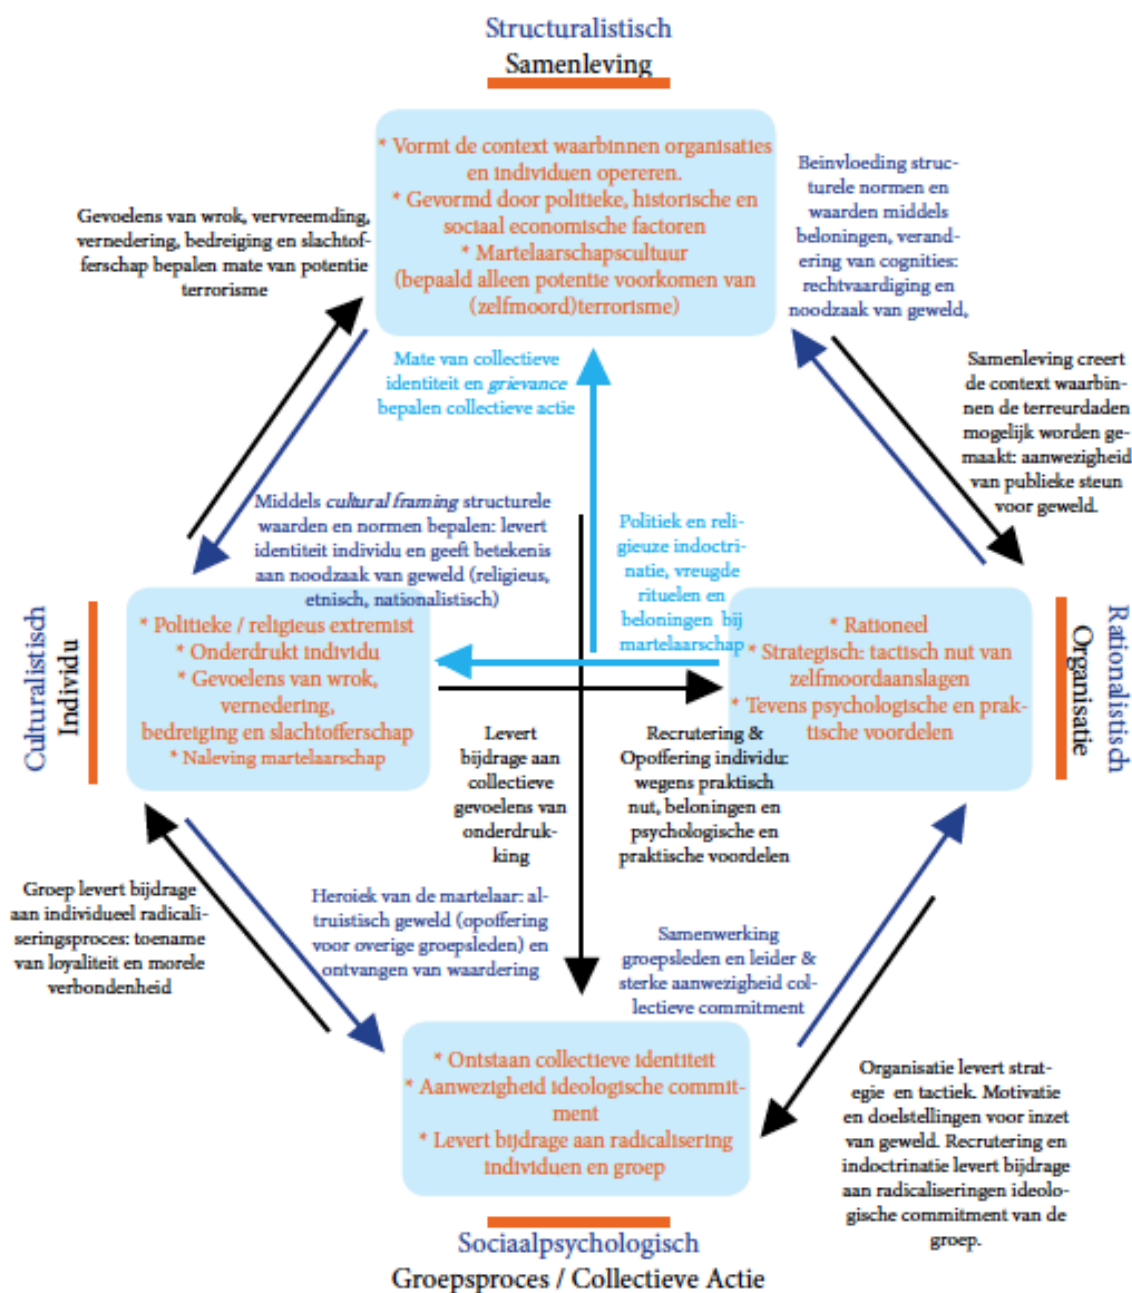 Structuralistisch
Samenleving
* Vormt de context waarbinnen organisaties
en individuen opereren.
* Gevormd door politieke, historische en
sociaal economische factoren
* Martelaarschapscultuur
(bepaald alleen potentie voorkomen van
(zelfmoord)terrorisme)
Gevoelens van wrok, vervreemding,
vernedering, bedreiging en slachtof-
ferschap bepalen mate van potentie
terrorisme
Beinvloeding struc-
turele normen en
waarden middels
beloningen, verand-
ering van cognities:
rechtvaardiging en
noodzaak van geweld,
Mate van collectieve
identiteit en grievance
bepalen collectieve actie
Samenleving creert
de context waarbin-
nen de terreurdaden
mogelijk worden ge-
maakt: aanwezigheid
van publieke steun
voor geweld.
Middels cultural framing structurele
waarden en normen bepalen: levert
identiteit individu en geeft betekenis
aan noodzaak van geweld (religieus,
etnisch, nationalistisch)
Politiek en reli-
gieuze indoctri-
natie, vreugde
rituelen en
beloningen bij
martelaarschap
Culturalistisch
Individu
* Politieke / religieus extremist
* Onderdrukt individu
* Gevoelens van wrok,
vernedering,
bedreiging en slachtofferschap
* Naleving martelaarschap
* Rationeel
* Strategisch: tactisch nut van
zelfmoordaanslagen
* Tevens psychologische en prak-
tische voordelen
Organisatie
Rationalistisch
Levert
bijdrage aan
collectieve
gevoelens van
onderdruk-
king
Recrutering &
Opoffering individu:
wegens praktisch
nut, beloningen en
psychologische en
praktische voordelen
Groep levert bijdrage
aan individueel radicali-
seringsproces: toename
van loyaliteit en morele
verbondenheid
Heroiek van de martelaar: al-
truistisch geweld (opoffering
voor overige groepsleden) en
ontvangen van waardering
Samenwerking
groepsleden en leider &
sterke aanwezigheid col-
lectieve commitment
* Ontstaan collectieve identiteit
* Aanwezigheid ideologische commit-
ment
* Levert bijdrage aan radicalisering
individuen en groep
Organisatie levert strat-
egie en tactiek. Motivatie
en doelstellingen voor inzet
van geweld. Recrutering en
indoctrinatie levert bijdrage
aan radicaliseringen ideolo-
gische commitment van de
groep.
Sociaalpsychologisch
Groepsproces / Collectieve Actie